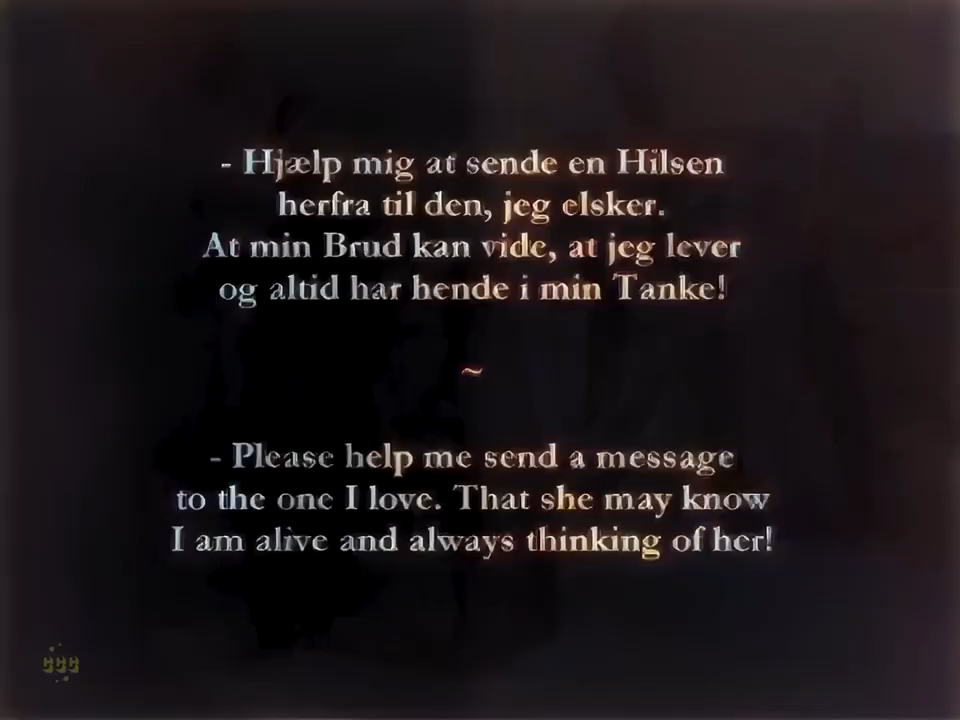 - Hjælp mig at sende en Hilsen
herfra til den, jeg elsker.
At min Brud kan vide, at jeg lever
og altid har hende i min Tanke!
~
- Please help me send a message
to the one I love. That she may know
I am alive and always thinking of her!
CCC